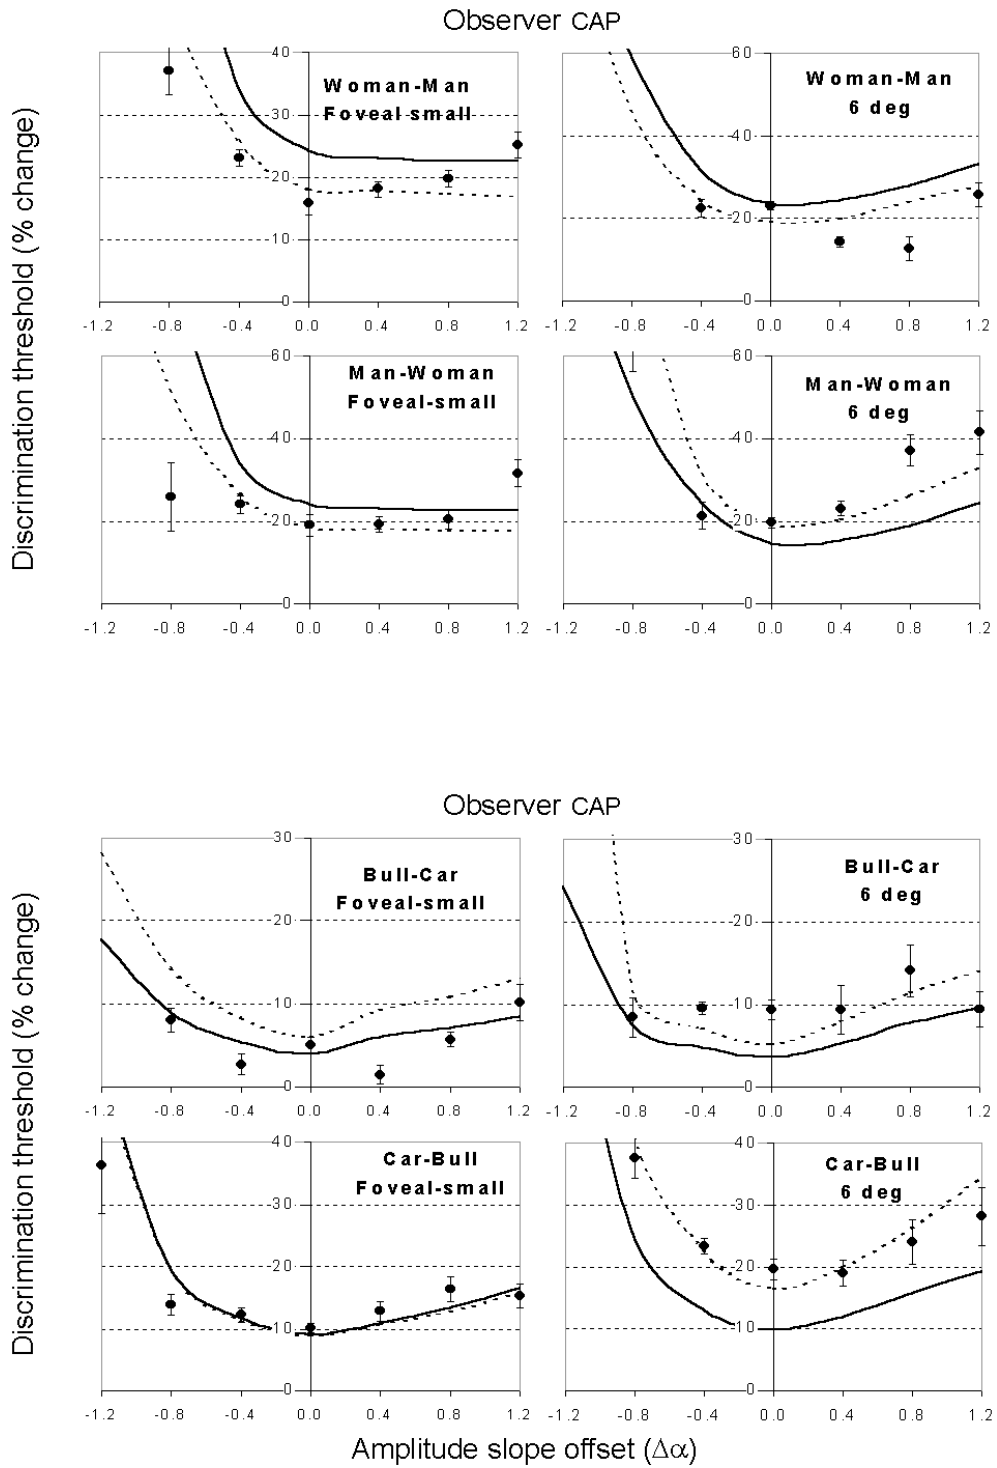 Observer CAP
Discrimination threshold (% change)
40
30
20
10
0
Woman-Man
Foveal small
-1.2 -0.8 -0.4 0.0 0.4 0.8 1.2
60
40
20
0
Woman-Man
6 deg
-1.2 -0.8 -0.4 0.0 0.4 0.8 1.2
60
40
20
0
Man-Woman
Foveal-small
-1.2 -0.8 -0.4 0.0 0.4 0.8 1.2
60
40
20
0
Man-Woman
6 deg
-1.2 -0.8 -0.4 0.0 0.4 0.8 1.2
Observer CAP
Discrimination threshold (% change)
30
20
10
0
Bull-Car
Foveal-small
-1.2 -0.8 -0.4 0.0 0.4 0.8 1.2
30
20
10
0
Bull-Car
6 deg
-1.2 -0.8 -0.4 0.0 0.4 0.8 1.2
40
30
20
10
0
Car-Bull
Foveal-small
-1.2 -0.8 -0.4 0.0 0.4 0.8 1.2
40
30
20
10
0
Car-Bull
6 deg
-1.2 -0.8 -0.4 0.0 0.4 0.8 1.2
Amplitude slope offset (Δα)